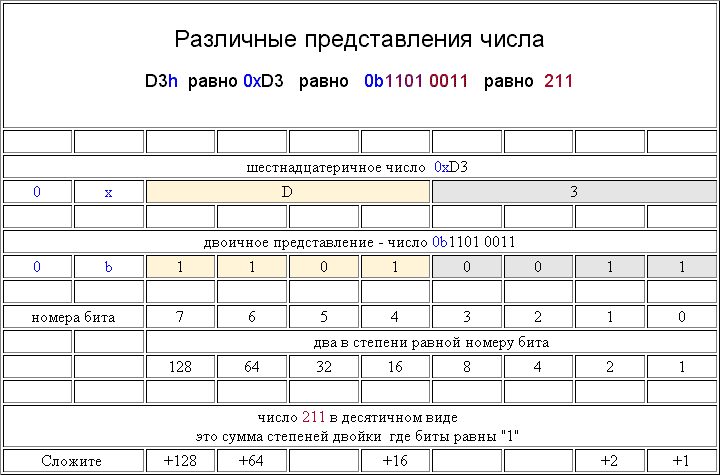 Различные представления числа
D3h равно 0xD3 равно 0b1101 0011 равно 211
шестнадцатеричное число 0xD3
0 x D 3
двоичное представление - число 0b1101 0011
0 b 1 1 0 1 0 0 1 1
номера бита 7 6 5 4 3 2 1 0
два в степени равной номеру бита
128 64 32 16 8 4 2 1
число 211 в десятичном виде
это сумма степеней двойки где биты равны "1"
Сложите +128 +64 +16 +2 +1